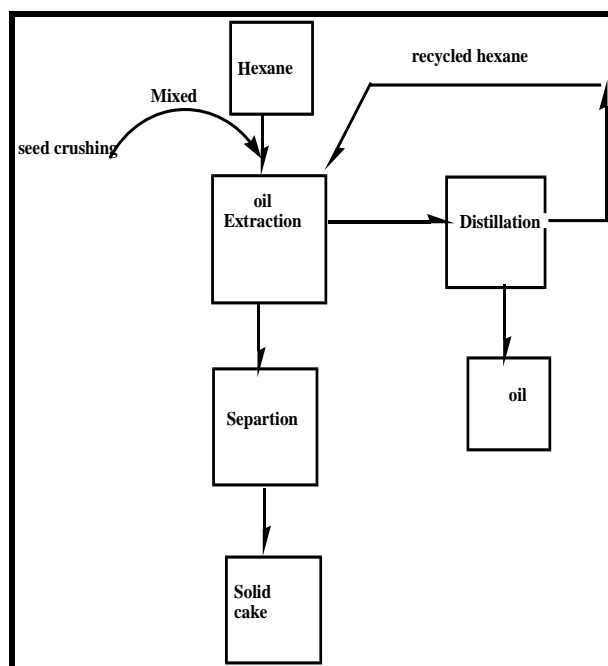 Hexane
recycled hexane
Mixed
seed crushing
oil
Extraction
Distillation
Separtion
oil
Solid
cake